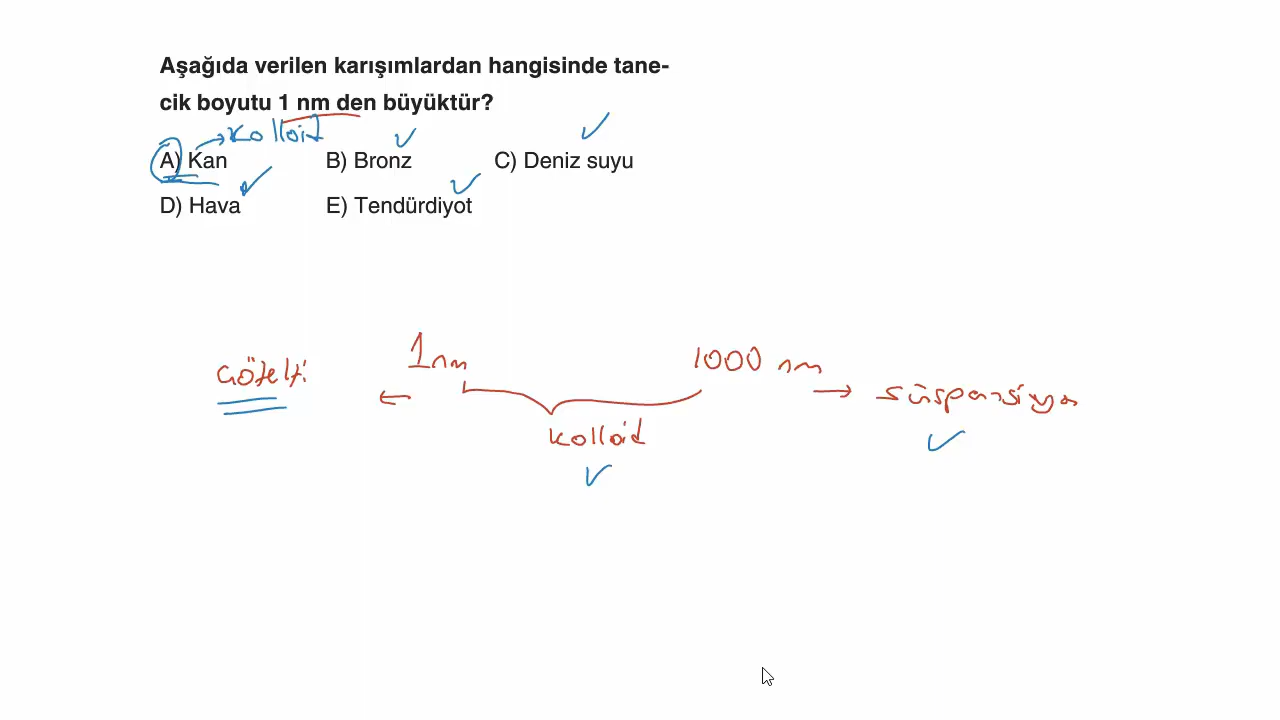 Aşağıda verilen karışımlardan hangisinde tane-
cik boyutu 1 nm den büyüktür?
kolloid
A) Kan B) Bronz C) Deniz suyu
D) Hava E) Tendürdiyot
çözelti 1nm 1000 nm
süspansiyon
kolloid